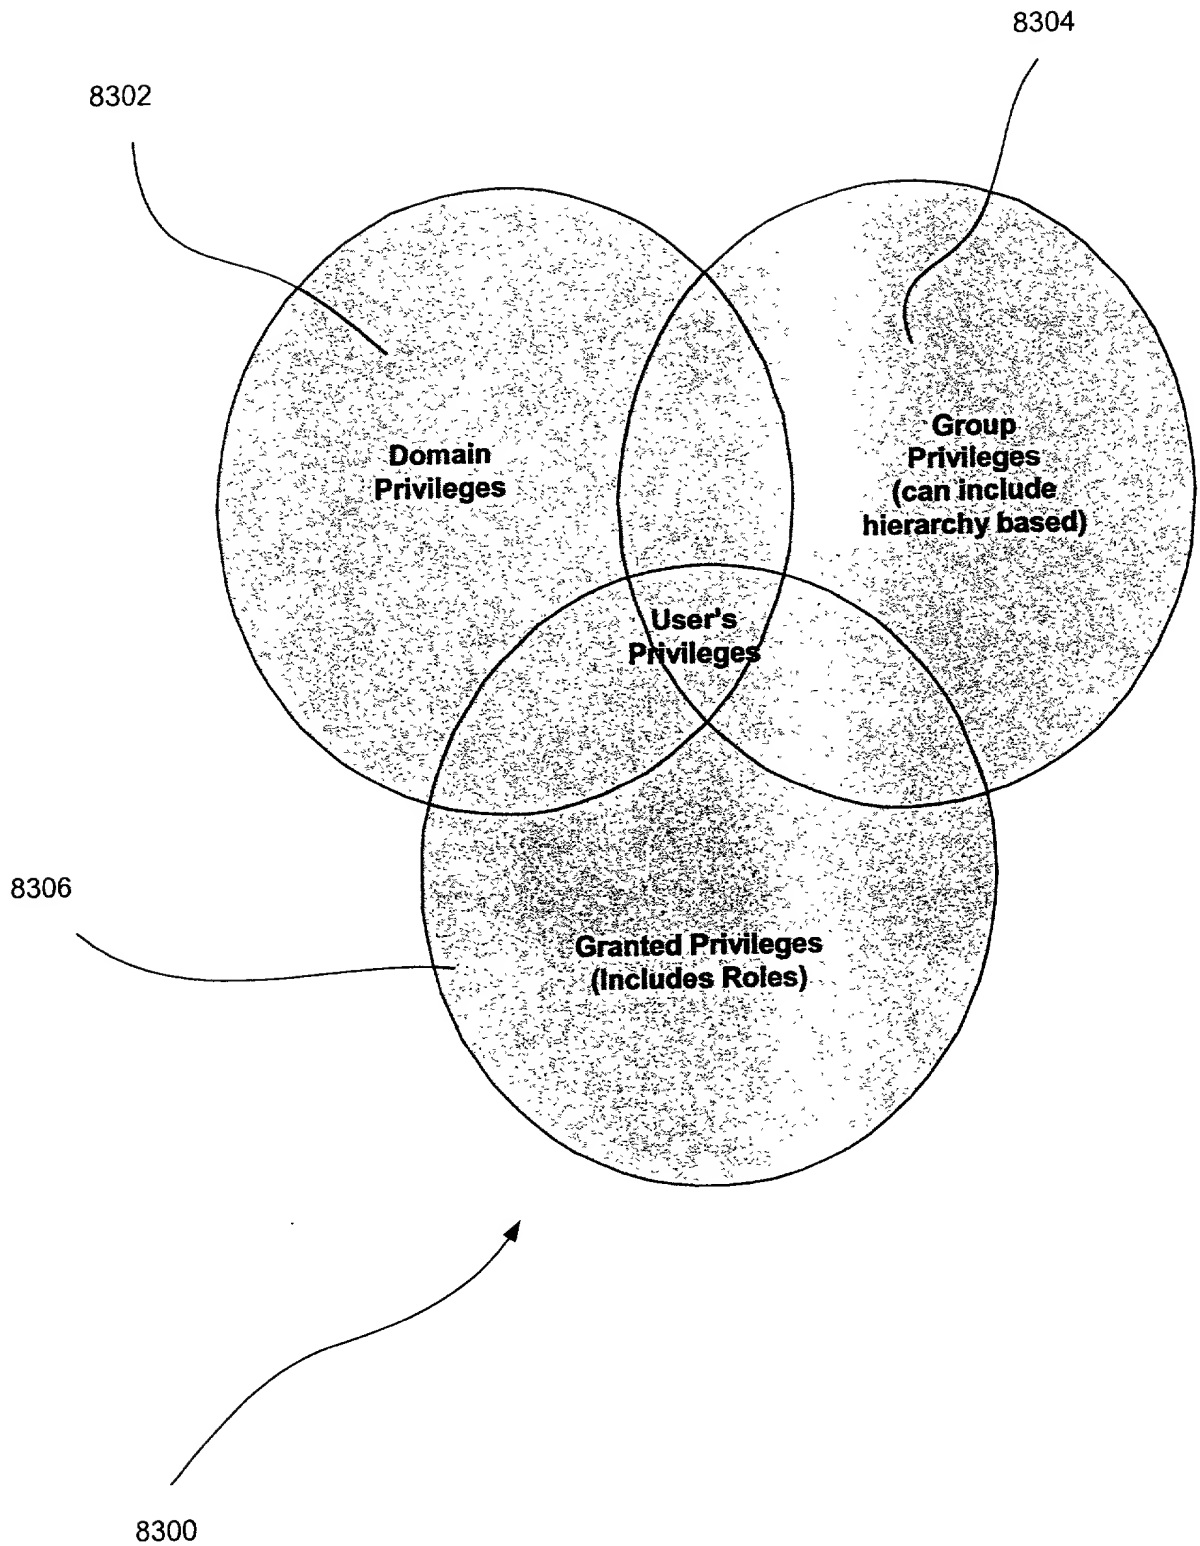 8304
8302
Domain
Privileges
Group
Privileges
(can include
hierarchy based)
User's
Privileges
8306
Granted Privileges
(Includes Roles)
8300